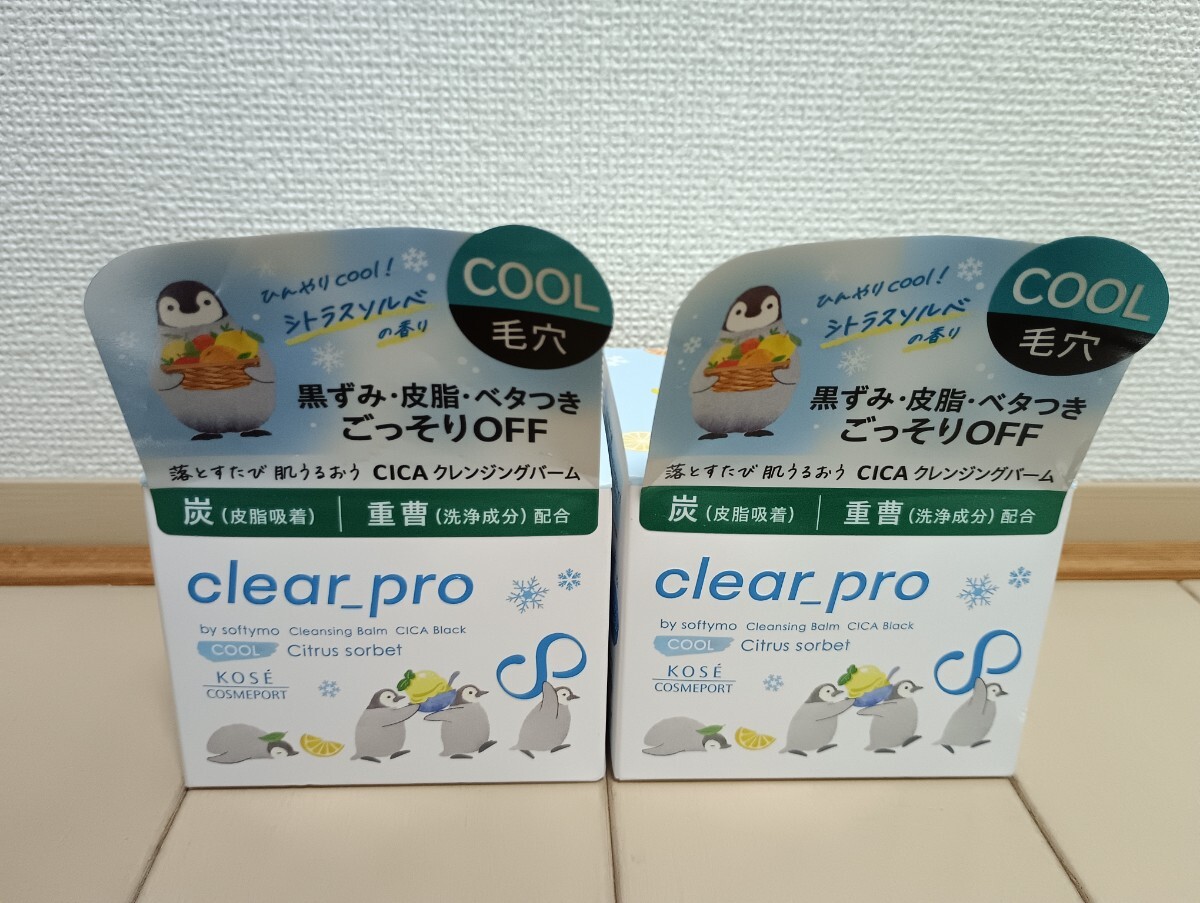 ひんやりcool!
シトラスソルベ
の香り
COOL
毛穴
黒ずみ・皮脂・ベタつき
ごっそりOFF
落とすたび 肌うるおう CICA クレンジングバーム
炭(皮脂吸着) 重曹(洗浄成分)配合
clear_pro
by softymo Cleansing Balm CICA Black
COOL Citrus sorbet
KOSÉ
COSMEPORT
ひんやりcool!
シトラスソルベ
の香り
COOL
毛穴
黒ずみ・皮脂・ベタつき
ごっそりOFF
落とすたび 肌うるおう CICA クレンジングバーム
炭(皮脂吸着) 重曹(洗浄成分)配合
clear_pro
by softymo Cleansing Balm CICA Black
COOL Citrus sorbet
KOSÉ
COSMEPORT